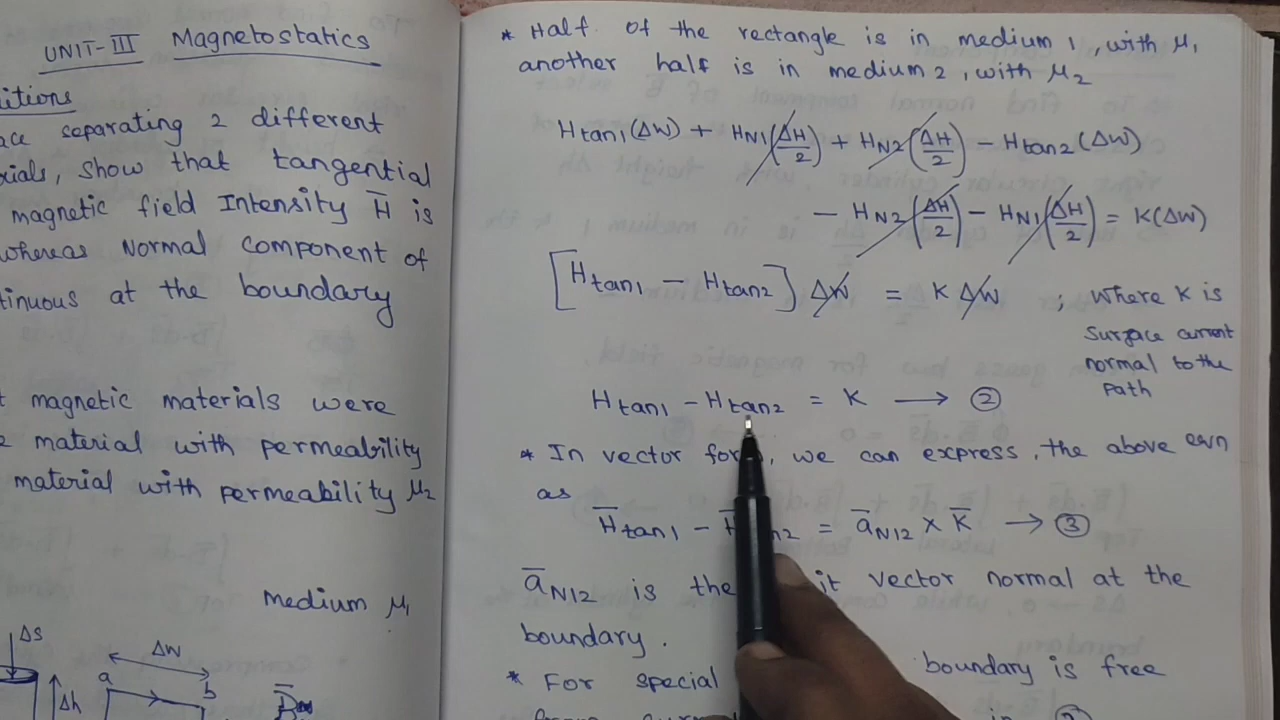 UNIT-III Magnetostatics
itions
ace separating 2 different
rials, show that tangential
magnetic field Intensity H̅ is
whereas Normal component of
tinuous at the boundary
t magnetic materials were
material with permeability
material with permeability μ2
medium μ1
ΔS
ΔW
a b
Δh
* Half of the rectangle is in medium 1, with μ1
another half is in medium 2, with μ2
Htan1(ΔW) + HN1(ΔH/2) + HN2(ΔH/2) - Htan2(ΔW)
- HN2(ΔH/2) - HN1(ΔH/2) = K(ΔW)
[Htan1 - Htan2] ΔW = K ΔW ; where K is
surface current
normal to the
path
Htan1 - Htan2 = K → ②
* In vector for, we can express, the above eqn
as
H̅tan1 - H̅n2 = a̅N12 × K̅ → ③
a̅N12 is the it vector normal at the
boundary.
* For special boundary is free